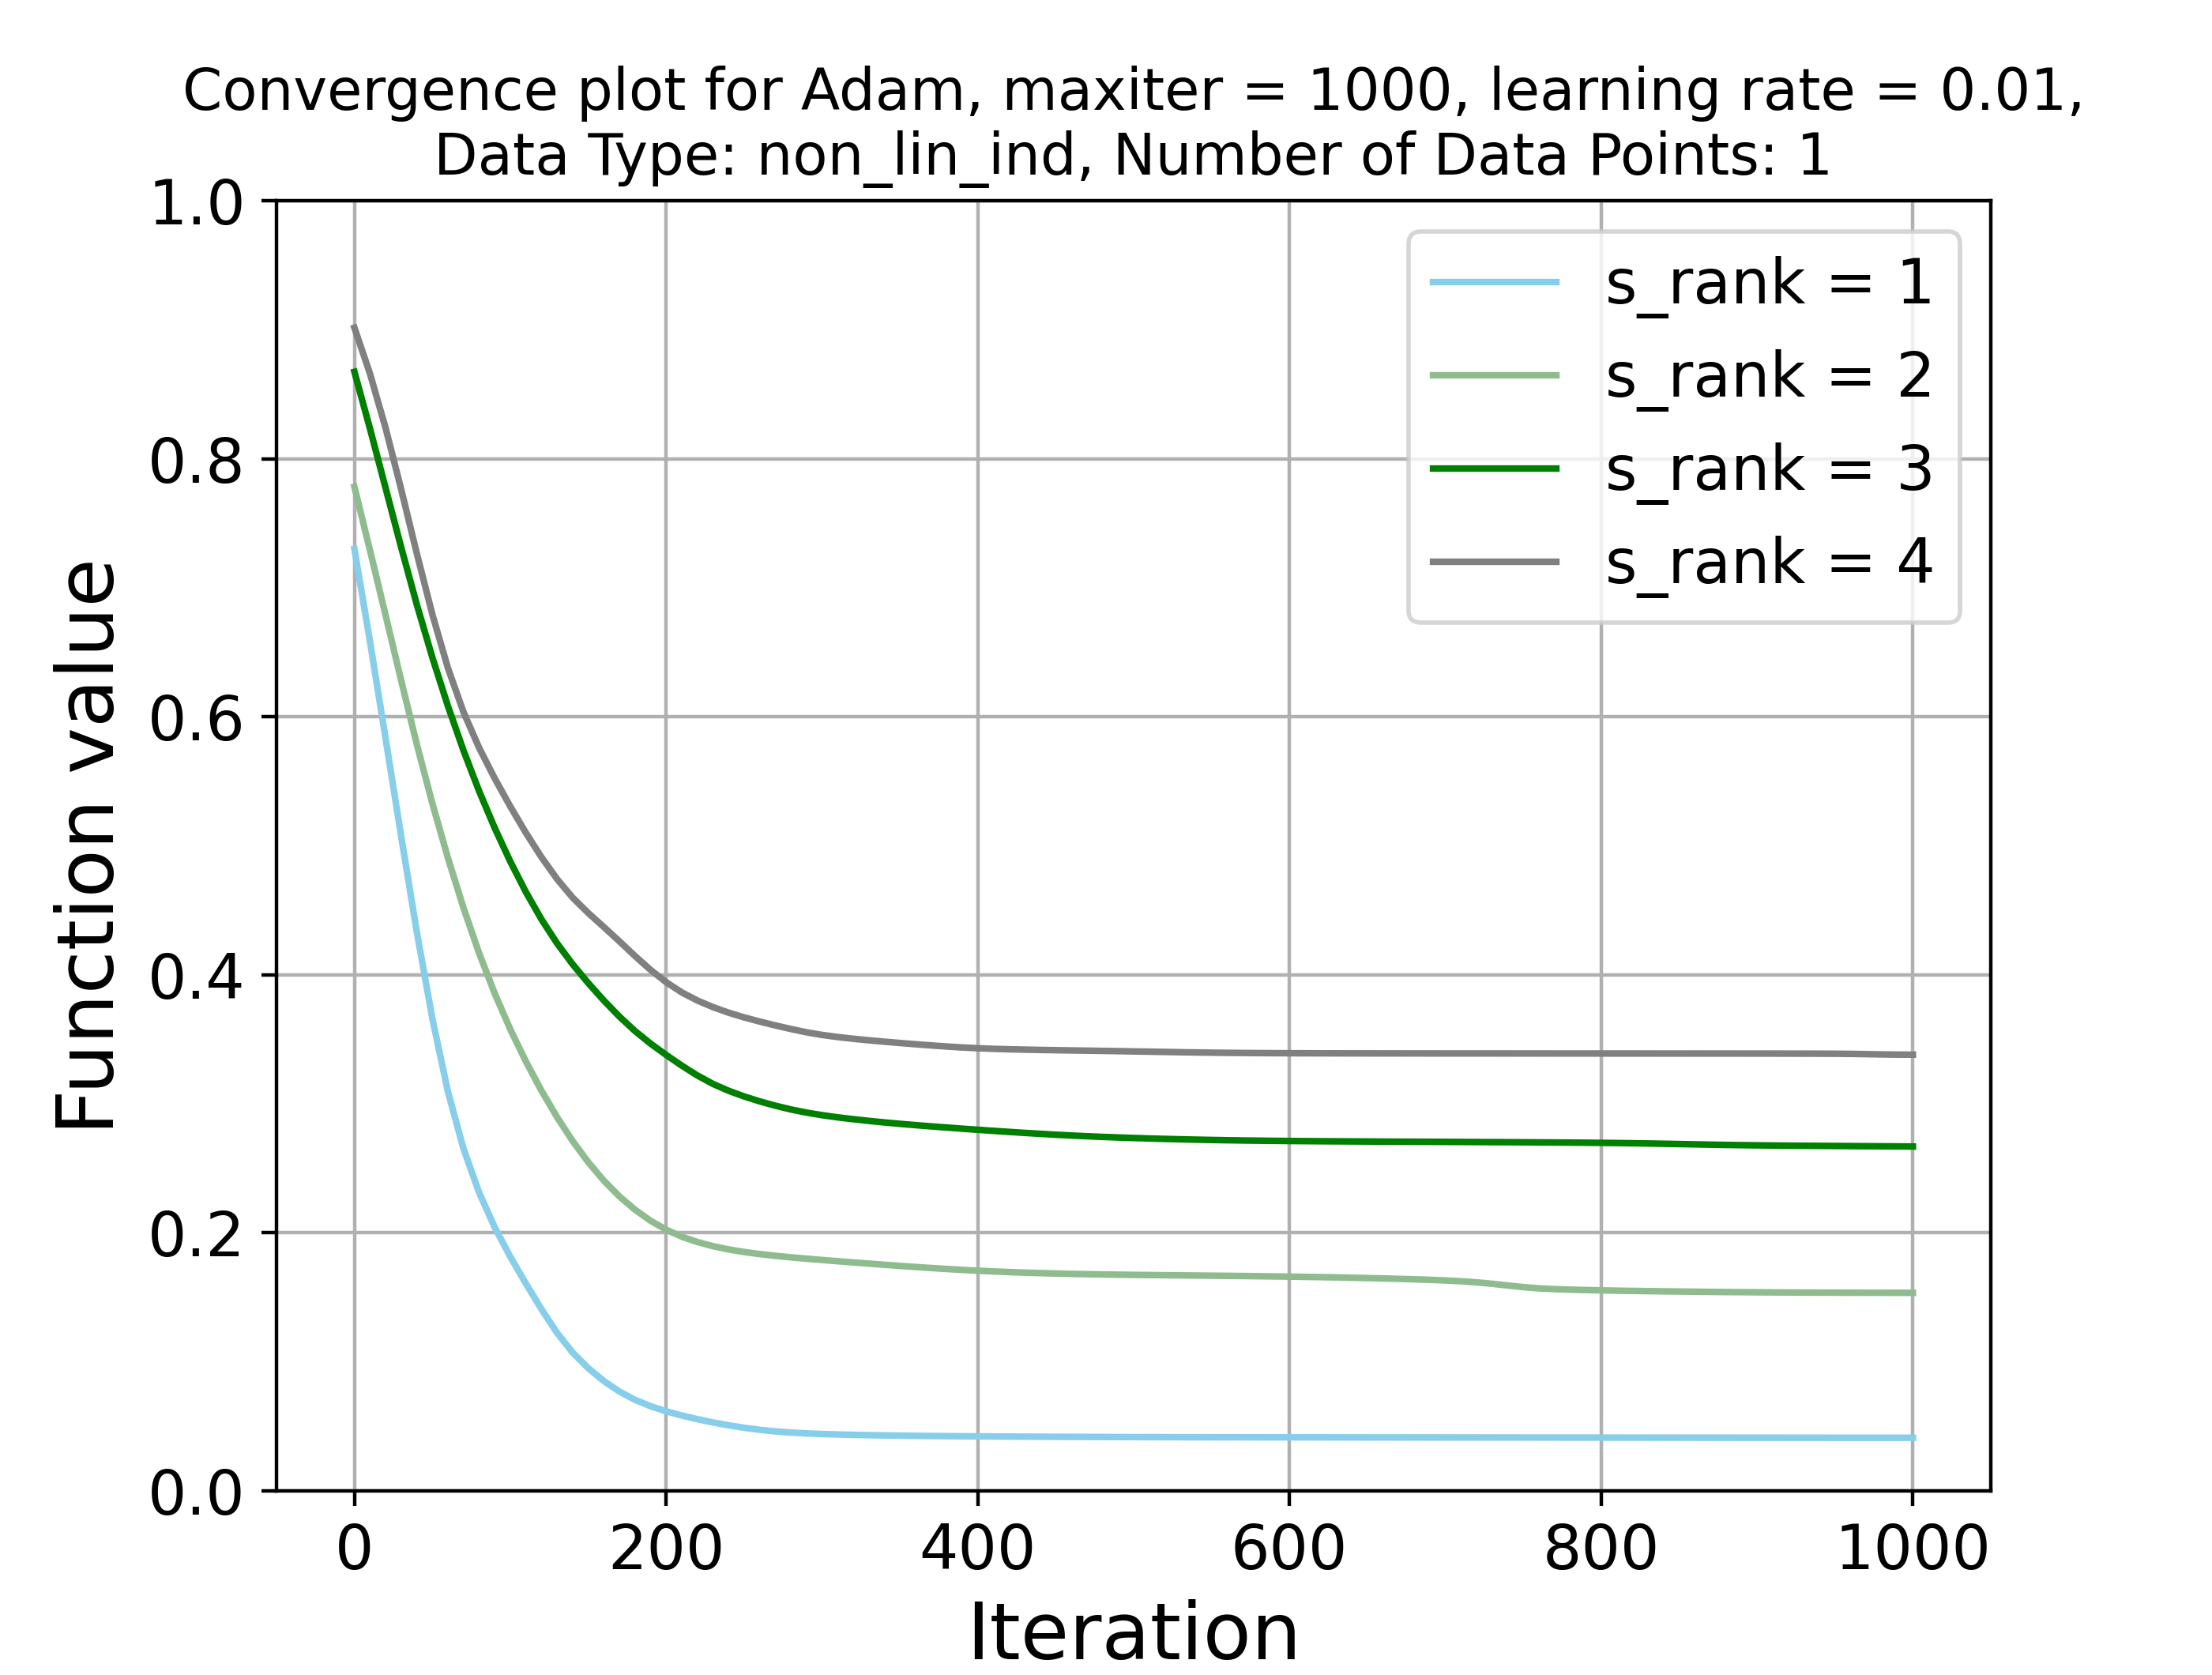 Convergence plot for Adam, maxiter = 1000, learning rate = 0.01,
Data Type: non_lin_ind, Number of Data Points: 1
1.0
0.8
0.6
0.4
0.2
0.0
Function value
s_rank = 1
s_rank = 2
s_rank = 3
s_rank = 4
0 200 400 600 800 1000
Iteration